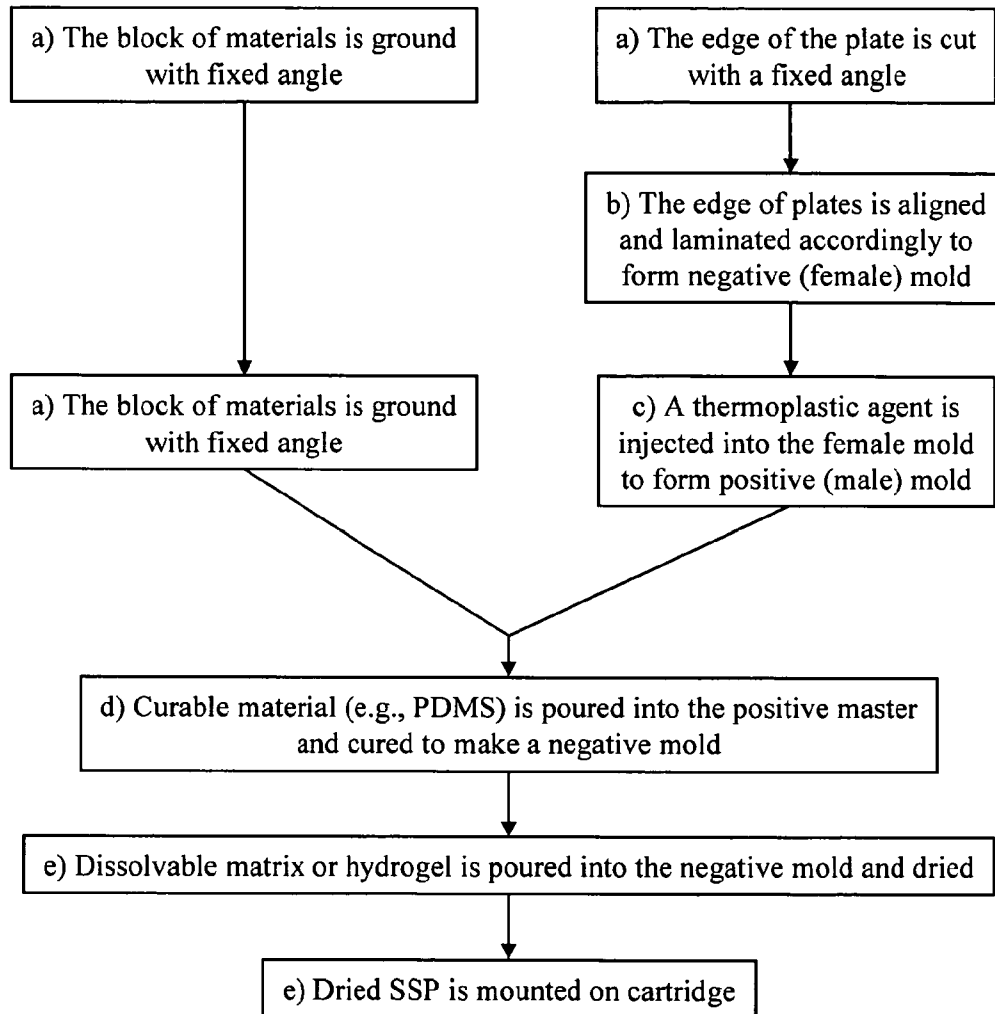 a) The block of materials is ground
with fixed angle
a) The edge of the plate is cut
with a fixed angle
b) The edge of plates is aligned
and laminated accordingly to
form negative (female) mold
a) The block of materials is ground
with fixed angle
c) A thermoplastic agent is
injected into the female mold
to form positive (male) mold
d) Curable material (e.g., PDMS) is poured into the positive master
and cured to make a negative mold
e) Dissolvable matrix or hydrogel is poured into the negative mold and dried
e) Dried SSP is mounted on cartridge